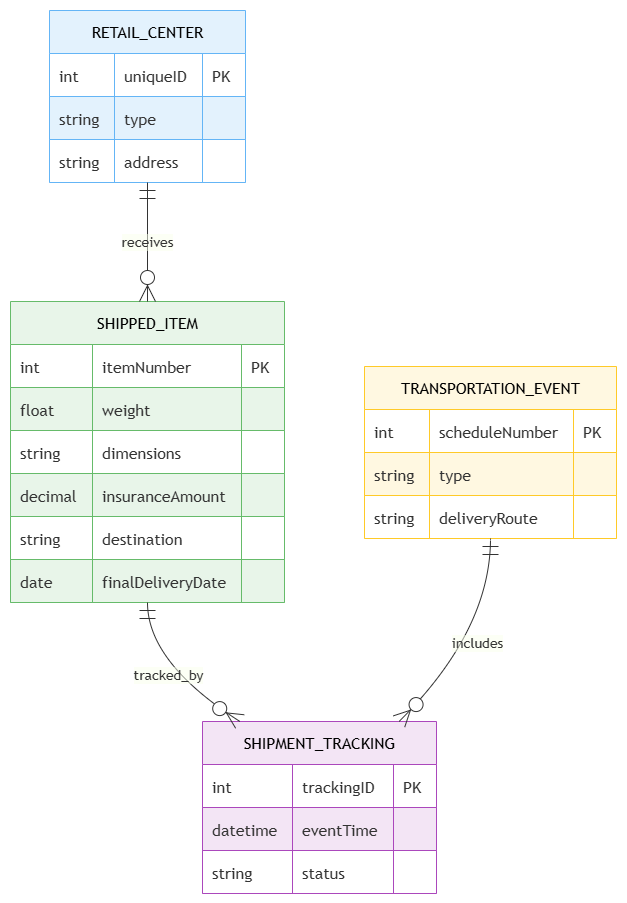 RETAIL_CENTER
int uniqueID PK
string type
string address
receives
SHIPPED_ITEM
int itemNumber PK
float weight
string dimensions
decimal insuranceAmount
string destination
date finalDeliveryDate
TRANSPORTATION_EVENT
int scheduleNumber PK
string type
string deliveryRoute
tracked_by
includes
SHIPMENT_TRACKING
int trackingID PK
datetime eventTime
string status